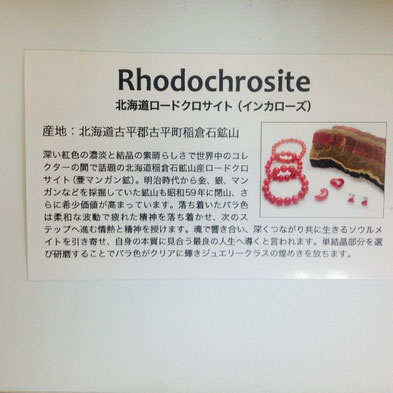 Rhodochrosite
北海道ロードクロサイト（インカローズ）
産地：北海道古平郡古平町稲倉石鉱山
深い紅色の濃淡と結晶の素晴らしさで世界中のコレ
クターの間で話題の北海道稲倉石鉱山産ロードクロ
サイト（菱マンガン鉱）。明治時代から金、銀、マン
ガンなどを採掘していた鉱山も昭和59年に閉山、さ
らに希少価値が高まっています。落ち着いたバラ色
は柔和な波動で疲れた精神を落ち着かせ、次のス
テップへ進む情熱と精神を授けます。魂で響き合い、深くつながり共に生きるソウルメ
イトを引き寄せ、自身の本質に見合う最良の人生へ導くと言われます。単結晶部分を選
び研磨することでバラ色がクリアに輝きジュエリークラスの煌めきを放ちます。